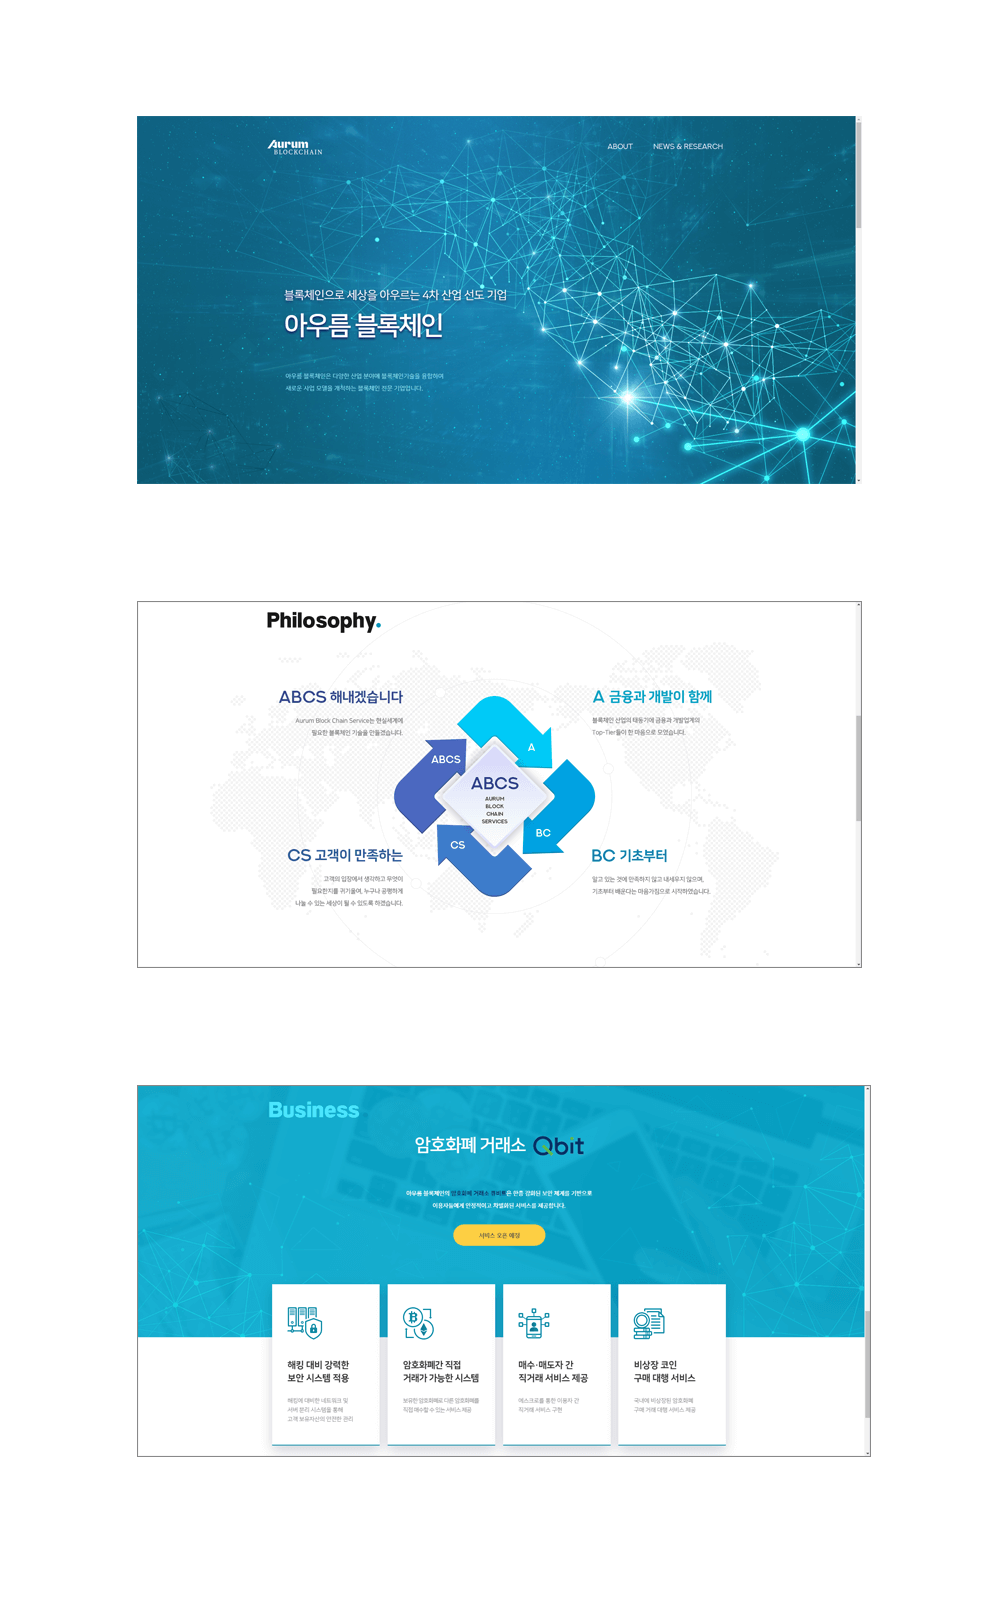 Aurum
BLOCKCHAIN
ABOUT
NEWS & RESEARCH
블록체인으로 세상을 아우르는 4차 산업 선도 기업
아우름 블록체인
아우름 블록체인은 다양한 산업 분야에 블록체인기술을 융합하여
새로운 사업 모델을 개척하는 블록체인 전문 기업입니다.
Philosophy.
ABCS 해내겠습니다
Aurum Block Chain Service는 현실세계에
필요한 블록체인 기술을 만들겠습니다.
A 금융과 개발이 함께
블록체인 산업의 태동기에 금융과 개발업계의
Top-Tier들이 한 마음으로 모였습니다.
A
ABCS
ABCS
AURUM
BLOCK
CHAIN
SERVICES
BC
CS
CS 고객이 만족하는
고객의 입장에서 생각하고 무엇이
필요한지를 귀기울여, 누구나 공평하게
나눌 수 있는 세상이 될 수 있도록 하겠습니다.
BC 기초부터
알고 있는 것에 만족하지 않고 내세우지 않으며,
기초부터 배운다는 마음가짐으로 시작하였습니다.
Business
암호화폐 거래소 Qbit
아우름 블록체인의 암호화폐 거래소 큐비트은 한층 강화된 보안 체계를 기반으로
이용자들에게 안정적이고 차별화된 서비스를 제공합니다.
서비스 오픈 예정
해킹 대비 강력한
보안 시스템 적용
해킹에 대비한 네트워크 및
서버 분리 시스템을 통해
고객 보유자산의 안전한 관리
암호화폐간 직접
거래가 가능한 시스템
보유한 암호화폐로 다른 암호화폐를
직접 매수할 수 있는 서비스 제공
매수·매도자 간
직거래 서비스 제공
에스크로를 통한 이용자 간
직거래 서비스 구현
비상장 코인
구매 대행 서비스
국내에 비상장된 암호화폐
구매 거래 대행 서비스 제공